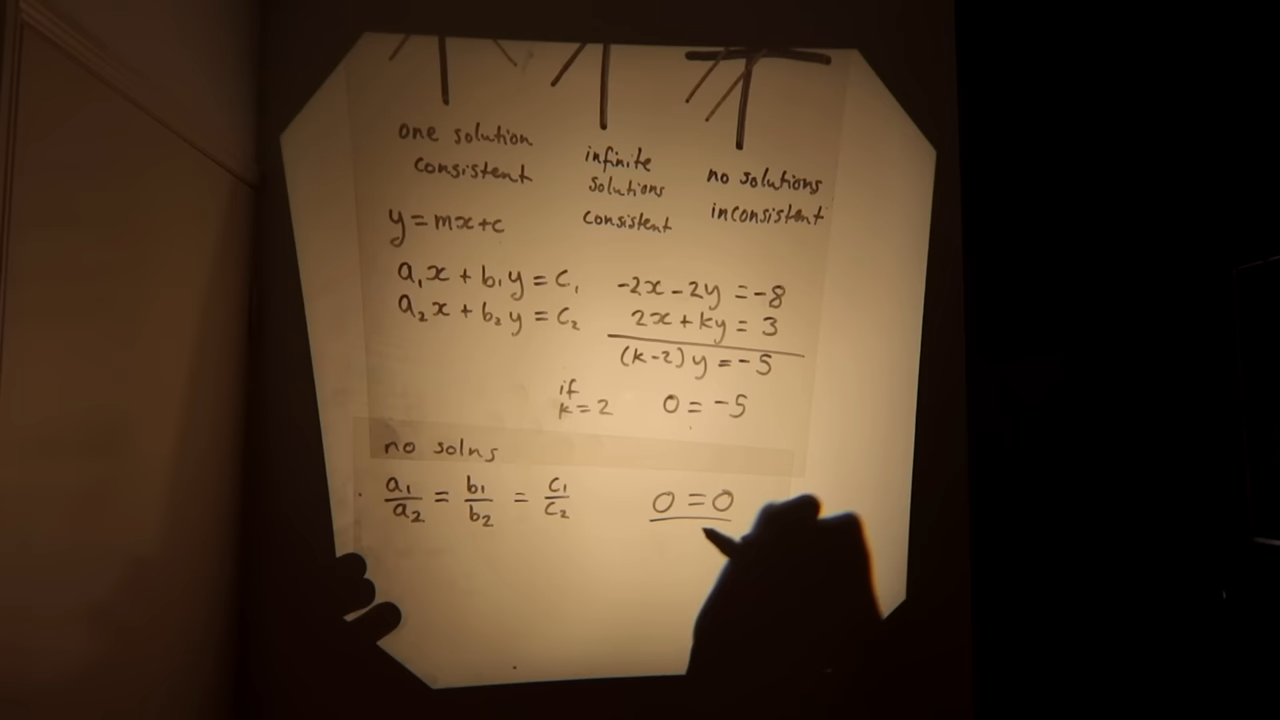 one solution
consistent
infinite
solutions
consistent
no solutions
inconsistent
y = mx + c
a₁x + b₁y = c₁
a₂x + b₂y = c₂
-2x - 2y = -8
2x + ky = 3
(k-2) y = -5
if
k = 2
0 = -5
no solns
a₁/a₂ = b₁/b₂ = c₁/c₂
0 = 0